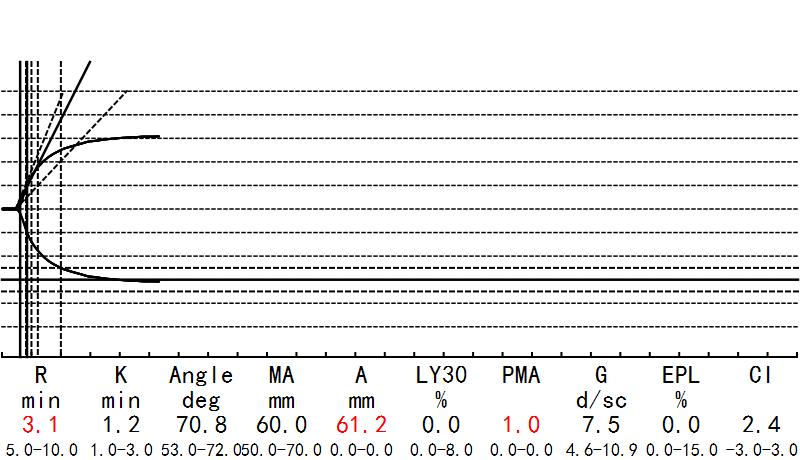 R K Angle MA A LY30 PMA G EPL CI
min min deg mm mm % d/sc %
3.1 1.2 70.8 60.0 61.2 0.0 1.0 7.5 0.0 2.4
5.0-10.0 1.0-3.0 53.0-72.050.0-70.0 0.0-0.0 0.0-8.0 0.0-0.0 4.6-10.9 0.0-15.0 -3.0-3.0